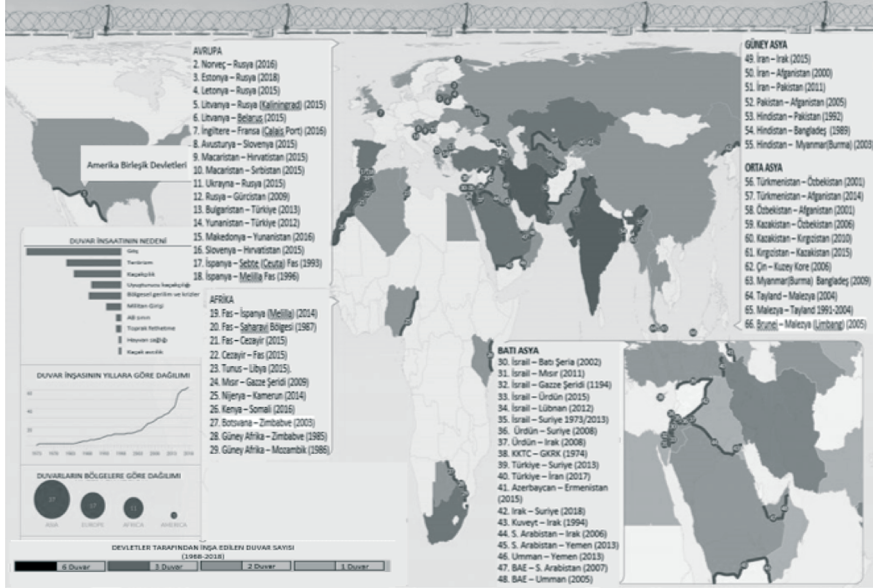 AVRUPA
2. Norveç – Rusya (2016)
3. Estonya – Rusya (2018)
4. Letonya – Rusya (2015)
5. Litvanya – Rusya (Kaliningrad) (2015)
6. Litvanya – Belarus (2015)
7. İngiltere – Fransa (Calais Port) (2016)
8. Avusturya – Slovenya (2015)
9. Macaristan – Hırvatistan (2015)
10. Macaristan – Sırbistan (2015)
11. Ukrayna – Rusya (2015)
12. Rusya – Gürcistan (2009)
13. Bulgaristan – Türkiye (2013)
14. Yunanistan – Türkiye (2012)
15. Makedonya – Yunanistan (2016)
16. Slovenya – Hırvatistan (2015)
17. İspanya – Sebte (Ceuta) Fas (1993)
18. İspanya – Melilla Fas (1996)
Amerika Birleşik Devletleri
DUVAR İNŞAATININ NEDENİ
Göç
Terörizm
Kaçakçılık
Uyuşturucu kaçakçılığı
Bölgesel gerilim ve krizler
Militan Girişi
AB sınırı
Toprak fethetme
Hayvan sağlığı
Kaçak avcılık
DUVAR İNŞASININ YILLARA GÖRE DAĞILIMI
DUVARLARIN BÖLGELERE GÖRE DAĞILIMI
ASIA
EUROPE
AFRICA
AMERICA
AFRİKA
19. Fas – İspanya (Melilla) (2014)
20. Fas – Saharavi Bölgesi (1987)
21. Fas – Cezayir (2015)
22. Cezayir – Fas (2015)
23. Tunus – Libya (2015).
24. Mısır – Gazze Şeridi (2009)
25. Nijerya – Kamerun (2014)
26. Kenya – Somali (2016)
27. Botsvana – Zimbabve (2003)
28. Güney Afrika – Zimbabve (1985)
29. Güney Afrika – Mozambik (1986)
GÜNEY ASYA
49. İran – Irak (2015)
50. İran – Afganistan (2000)
51. İran – Pakistan (2011)
52. Pakistan – Afganistan (2005)
53. Hindistan – Pakistan (1992)
54. Hindistan – Bangladeş (1989)
55. Hindistan – Myanmar(Burma) (2003)
ORTA ASYA
56. Türkmenistan – Özbekistan (2001)
57. Türkmenistan – Afganistan (2014)
58. Özbekistan – Afganistan (2001)
59. Kazakistan – Özbekistan (2006)
60. Kazakistan – Kırgızistan (2010)
61. Kırgızistan – Kazakistan (2015)
62. Çin – Kuzey Kore (2006)
63. Myanmar(Burma) Bangladeş (2009)
64. Tayland – Malezya (2004)
65. Malezya – Tayland 1991-2004)
66. Brunei – Malezya (Limbang) (2005)
BATI ASYA
30. İsrail – Batı Şeria (2002)
31. İsrail – Mısır (2011)
32. İsrail – Gazze Şeridi (1194)
33. İsrail – Ürdün (2015)
34. İsrail – Lübnan (2012)
35. İsrail – Suriye 1973/2013)
36. Ürdün – Suriye (2008)
37. Ürdün – Irak (2008)
38. KKTC – GKRK (1974)
39. Türkiye – Suriye (2013)
40. Türkiye – İran (2017)
41. Azerbaycan – Ermenistan
(2015)
42. Irak – Suriye (2018)
43. Kuveyt – Irak (1994)
44. S. Arabistan – Irak (2006)
45. S. Arabistan – Yemen (2013)
46. Umman – Yemen (2013)
47. BAE – S. Arabistan (2007)
48. BAE – Umman (2005)
DEVLETLER TARAFINDAN İNŞA EDİLEN DUVAR SAYISI
(1968-2018)
6 Duvar
3 Duvar
2 Duvar
1 Duvar